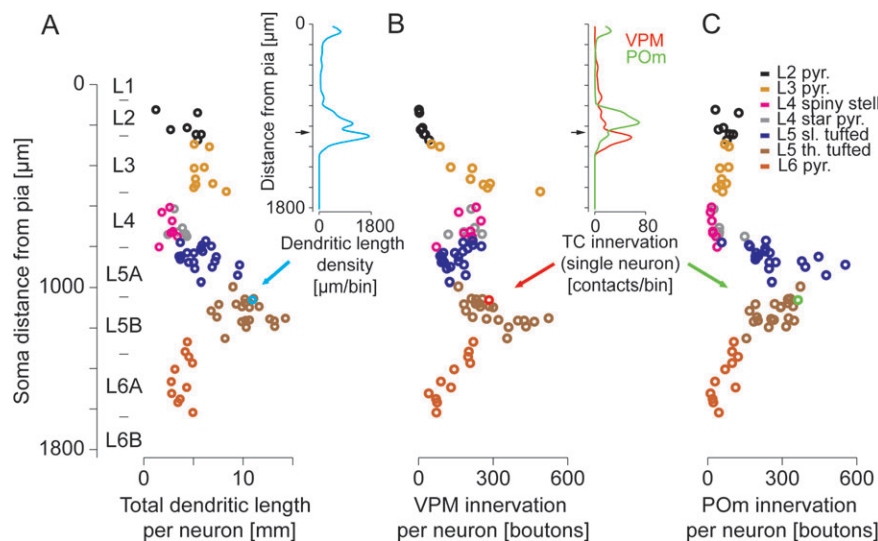 A
B
C
0
Distance from pia [μm]
1800
0
1800
Dendritic length
density
[μm/bin]
VPM
POm
0
80
TC innervation
(single neuron)
[contacts/bin]
L2 pyr.
L3 pyr.
L4 spiny stell
L4 star pyr.
L5 sl. tufted
L5 th. tufted
L6 pyr.
Soma distance from pia [μm]
0
1000
1800
L1
L2
L3
L4
L5A
L5B
L6A
L6B
0
10
Total dendritic length
per neuron [mm]
0
300
600
VPM innervation
per neuron [boutons]
0
300
600
POm innervation
per neuron [boutons]